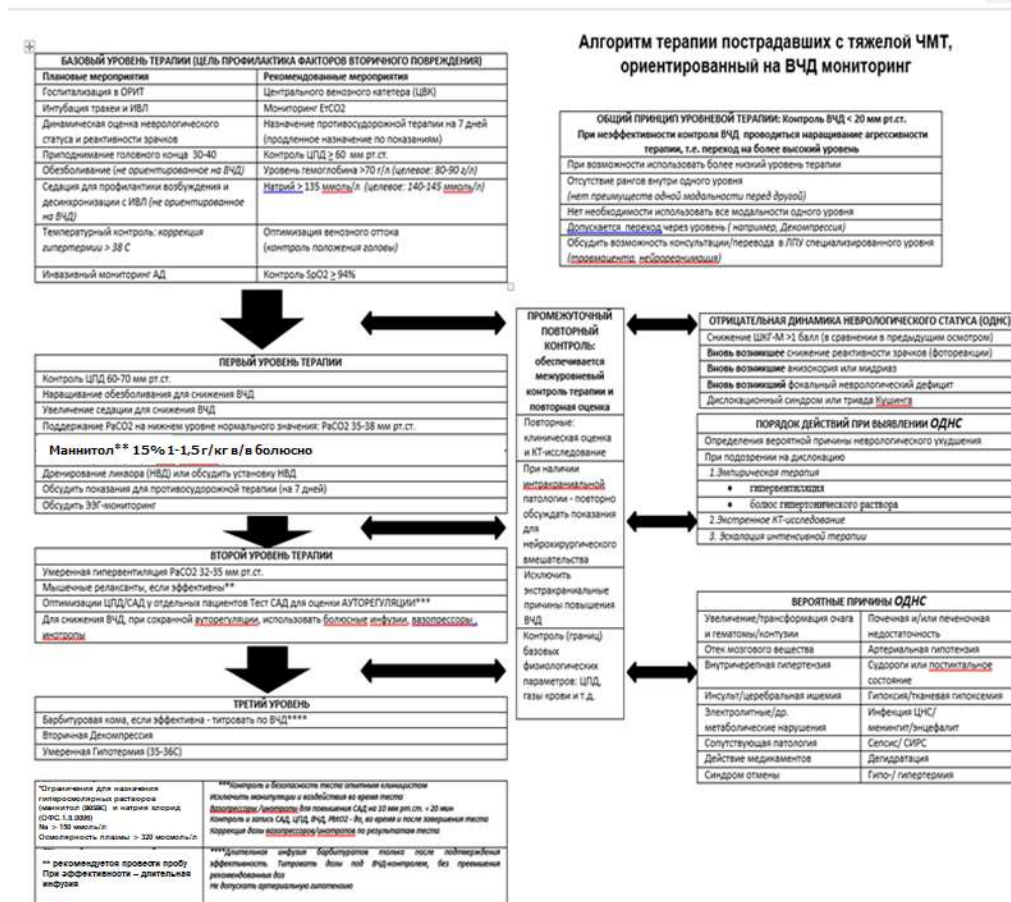 Алгоритм терапии пострадавших с тяжелой ЧМТ,
ориентированный на ВЧД мониторинг
БАЗОВЫЙ УРОВЕНЬ ТЕРАПИИ (ЦЕЛЬ ПРОФИЛАКТИКА ФАКТОРОВ ВТОРИЧНОГО ПОВРЕЖДЕНИЯ)
Плановые мероприятия
Рекомендованные мероприятия
Госпитализация в ОРИТ
Центрального венозного катетера (ЦВК)
Интубация трахеи и ИВЛ
Мониторинг EtCO2
Динамическая оценка неврологического
статуса и реактивности зрачков
Назначение противосудорожной терапии на 7 дней
(продленное назначение по показаниям)
Приподнимание головного конца 30-40
Контроль ЦПД ≥ 60 мм рт.ст.
Обезболивание (не ориентированное на ВЧД)
Уровень гемоглобина >70 г/л (целевое: 80-90 г/л)
Седация для профилактики возбуждения и
десинхронизации с ИВЛ (не ориентированное
на ВЧД)
Натрий > 135 ммоль/л (целевое: 140-145 ммоль/л)
Температурный контроль: коррекция
гипертермии > 38 С
Оптимизация венозного оттока
(контроль положения головы)
Инвазивный мониторинг АД
Контроль SpO2 ≥ 94%
ОБЩИЙ ПРИНЦИП УРОВНЕВОЙ ТЕРАПИИ: Контроль ВЧД < 20 мм рт.ст.
При неэффективности контроля ВЧД проводиться наращивание агрессивности
терапии, т.е. переход на более высокий уровень
При возможности использовать более низкий уровень терапии
Отсутствие рангов внутри одного уровня
(нет преимуществ одной модальности перед другой)
Нет необходимости использовать все модальности одного уровня
Допускается переход через уровень ( например, Декомпрессия)
Обсудить возможность консультации/перевода в ЛПУ специализированного уровня
(травмацентр, нейрореанимация)
ПЕРВЫЙ УРОВЕНЬ ТЕРАПИИ
Контроль ЦПД 60-70 мм рт.ст.
Наращивание обезболивания для снижения ВЧД
Увеличение седации для снижения ВЧД
Поддержание PaCO2 на нижнем уровне нормального значения: PaCO2 35-38 мм рт.ст.
Маннитол** 15% 1-1,5 г/кг в/в болюсно
Дренирование ликвора (НВД) или обсудить установку НВД
Обсудить показания для противосудорожной терапии (на 7 дней)
Обсудить ЭЭГ-мониторинг
ВТОРОЙ УРОВЕНЬ ТЕРАПИИ
Умеренная гипервентиляция PaCO2 32-35 мм рт.ст.
Мышечные релаксанты, если эффективны**
Оптимизации ЦПД/САД у отдельных пациентов Тест САД для оценки АУТОРЕГУЛЯЦИИ***
Для снижения ВЧД, при сохранной ауторегуляции, использовать болюсные инфузии, вазопрессоры,
инотропы
ТРЕТИЙ УРОВЕНЬ
Барбитуровая кома, если эффективна - титровать по ВЧД****
Вторичная Декомпрессия
Умеренная Гипотермия (35-36С)
ПРОМЕЖУТОЧНЫЙ
ПОВТОРНЫЙ
КОНТРОЛЬ:
обеспечивается
межуровневый
контроль терапии и
повторная оценка
Повторные:
клиническая оценка
и КТ-исследование
При наличии
интракраниальной
патологии - повторно
обсуждать показания
для
нейрохирургического
вмешательства
Исключить
экстракраниальные
причины повышения
ВЧД
Контроль (границ)
базовых
физиологических
параметров: ЦПД,
газы крови и т.д.
ОТРИЦАТЕЛЬНАЯ ДИНАМИКА НЕВРОЛОГИЧЕСКОГО СТАТУСА (ОДНС)
Снижение ШКГ-М >1 балл (в сравнении в предыдущим осмотром)
Вновь возникшее снижение реактивности зрачков (фотореакции)
Вновь возникшие анизокория или мидриаз
Вновь возникший фокальный неврологический дефицит
Дислокационный синдром или триада Кушинга
ПОРЯДОК ДЕЙСТВИЙ ПРИ ВЫЯВЛЕНИИ ОДНС
Определения вероятной причины неврологического ухудшения
При подозрении на дислокацию
1.Эмпирическая терапия
• гипервентиляция
• болюс гипертонического раствора
2.Экстренное КТ-исследование
3. Эскалация интенсивной терапии
ВЕРОЯТНЫЕ ПРИЧИНЫ ОДНС
Увеличение/трансформация очага
и гематомы/контузии
Почечная и/или печеночная
недостаточность
Отек мозгового вещества
Артериальная гипотензия
Внутричерепная гипертензия
Судороги или постиктальное
состояние
Инсульт/церебральная ишемия
Гипоксия/тканевая гипоксемия
Электролитные/др.
метаболические нарушения
Инфекция ЦНС/
менингит/энцефалит
Сопутствующая патология
Сепсис/ СИРС
Действие медикаментов
Дегидратация
Синдром отмены
Гипо-/ гипертермия
*Ограничения для назначения
гиперосмолярных растворов
(маннитол и натрия хлорид
Na > 150 ммоль/л
Осмолярность плазмы > 320 мосмоль/л
***Контроль и безопасность теста опытным клиницистом
Исключить манипуляции и воздействия во время теста
Вазопрессоры /инотропы для повышения САД на 10 мм рт.ст. < 20 мин
Контроль и запись САД, ЦПД, ВЧД, PbtO2 - до, во время и после завершения теста
Коррекция дозы вазопрессоров/инотропов по результатам теста
** рекомендуется провести пробу
При эффективности – длительная
инфузия
****Длительная инфузия барбитуратов только после подтверждения
эффективность. Титровать дозы под ВЧД-контролем, без превышения
рекомендованных доз
Не допускать артериальную гипотензию